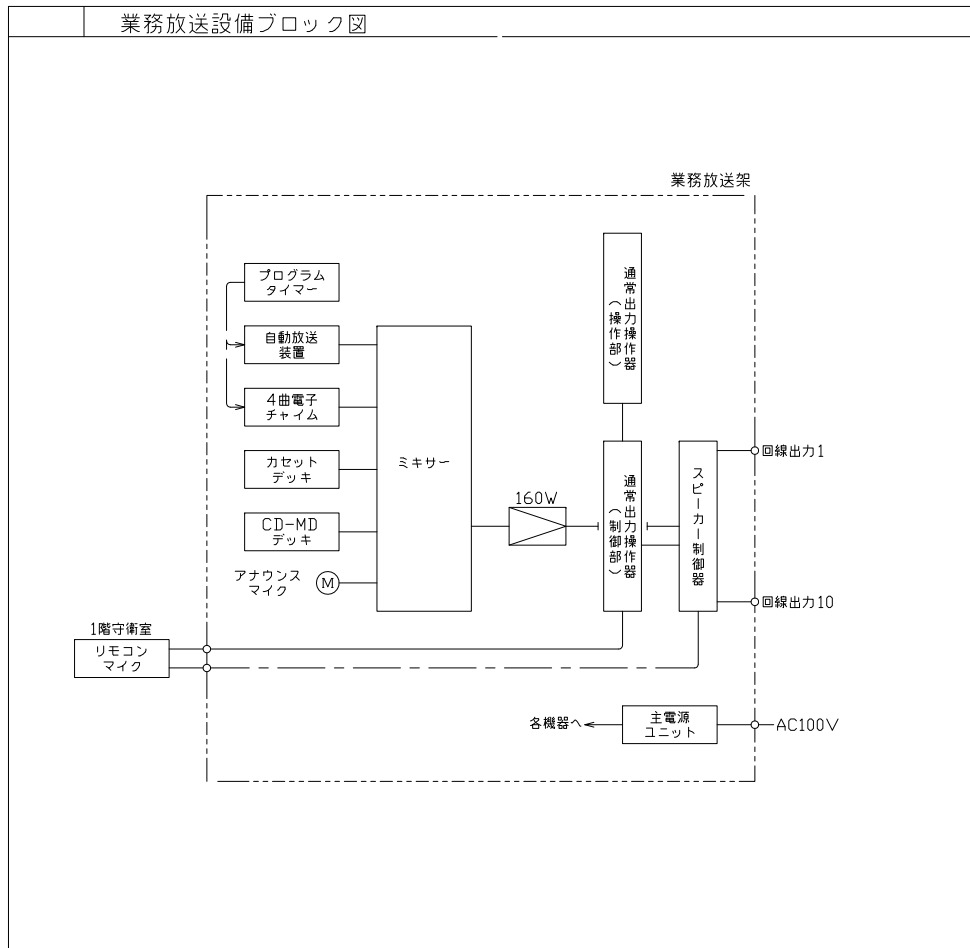 業務放送設備ブロック図
業務放送架
プログラム
タイマー
自動放送
装置
4曲電子
チャイム
カセット
デッキ
CD-MD
デッキ
アナウンス
マイク
M
ミキサー
160W
通常出力操作器
(操作部)
通常出力操作器
(制御部)
スピーカー制御器
回線出力1
回線出力10
1階守衛室
リモコン
マイク
各機器へ
主電源
ユニット
AC100V